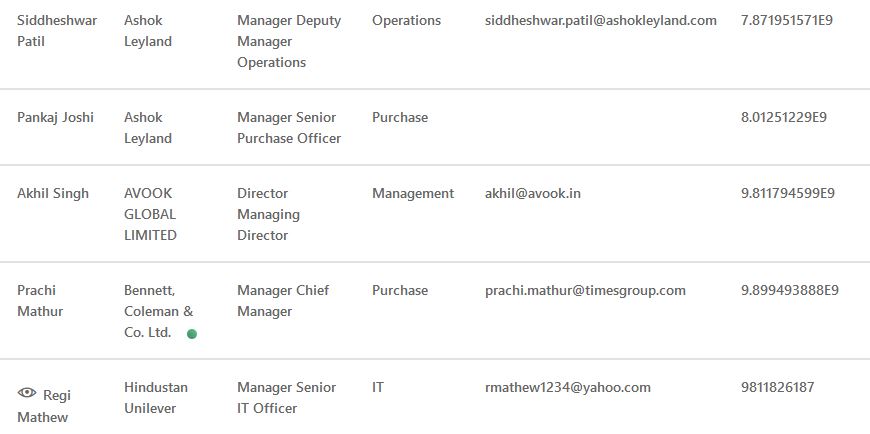 Siddheshwar Patil Ashok Leyland Manager Deputy Manager Operations Operations siddheshwar.patil@ashokleyland.com 7.871951571E9
Pankaj Joshi Ashok Leyland Manager Senior Purchase Officer Purchase 8.01251229E9
Akhil Singh AVOOK GLOBAL LIMITED Director Managing Director Management akhil@avook.in 9.811794599E9
Prachi Mathur Bennett, Coleman & Co. Ltd. Manager Chief Manager Purchase prachi.mathur@timesgroup.com 9.899493888E9
Regi Mathew Hindustan Unilever Manager Senior IT Officer IT rmathew1234@yahoo.com 9811826187